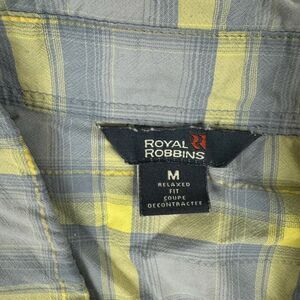 ROYAL
ROBBINS
M
RELAXED
FIT
COUPE
DECONTRACTEE